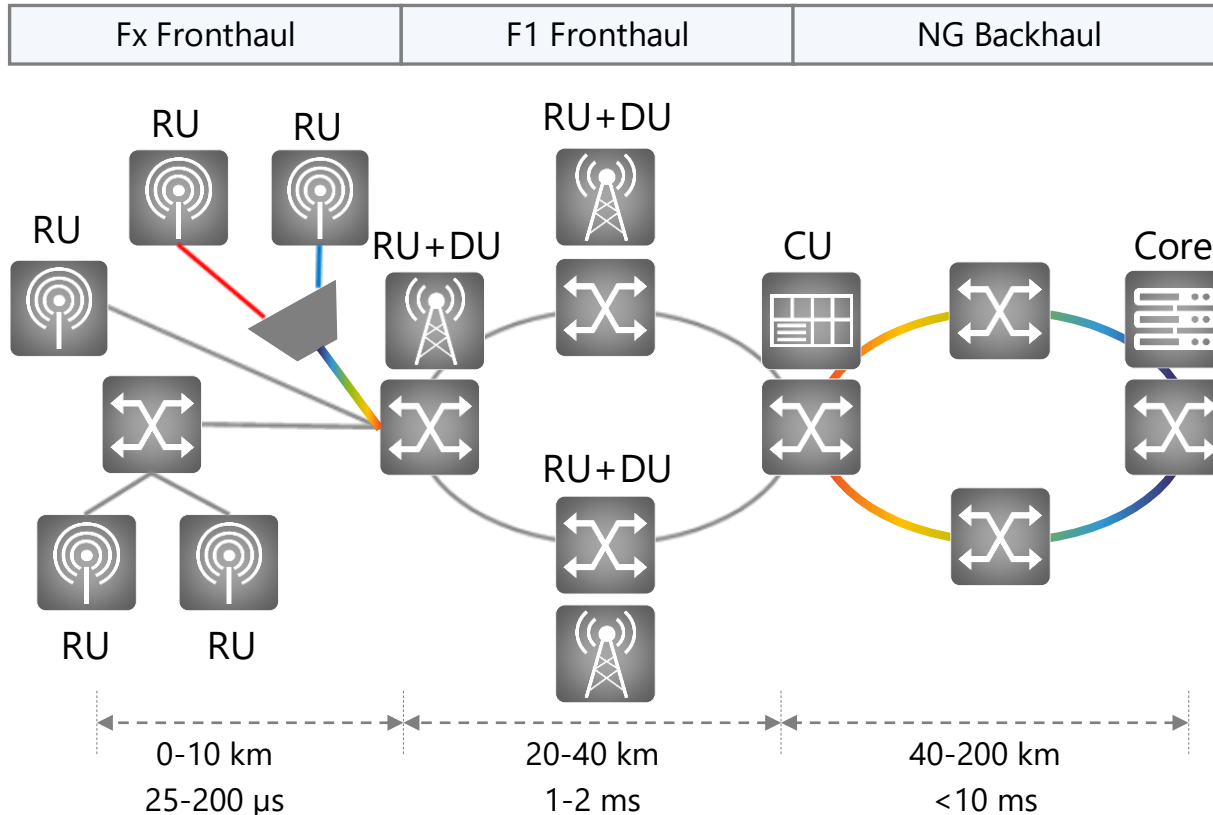 Fx Fronthaul
F1 Fronthaul
NG Backhaul
RU+DU
RU
RU
RU
RU+DU
CU
Core
RU+DU
RU
RU
0-10 km
20-40 km
40-200 km
25-200 µs
1-2 ms
<10 ms